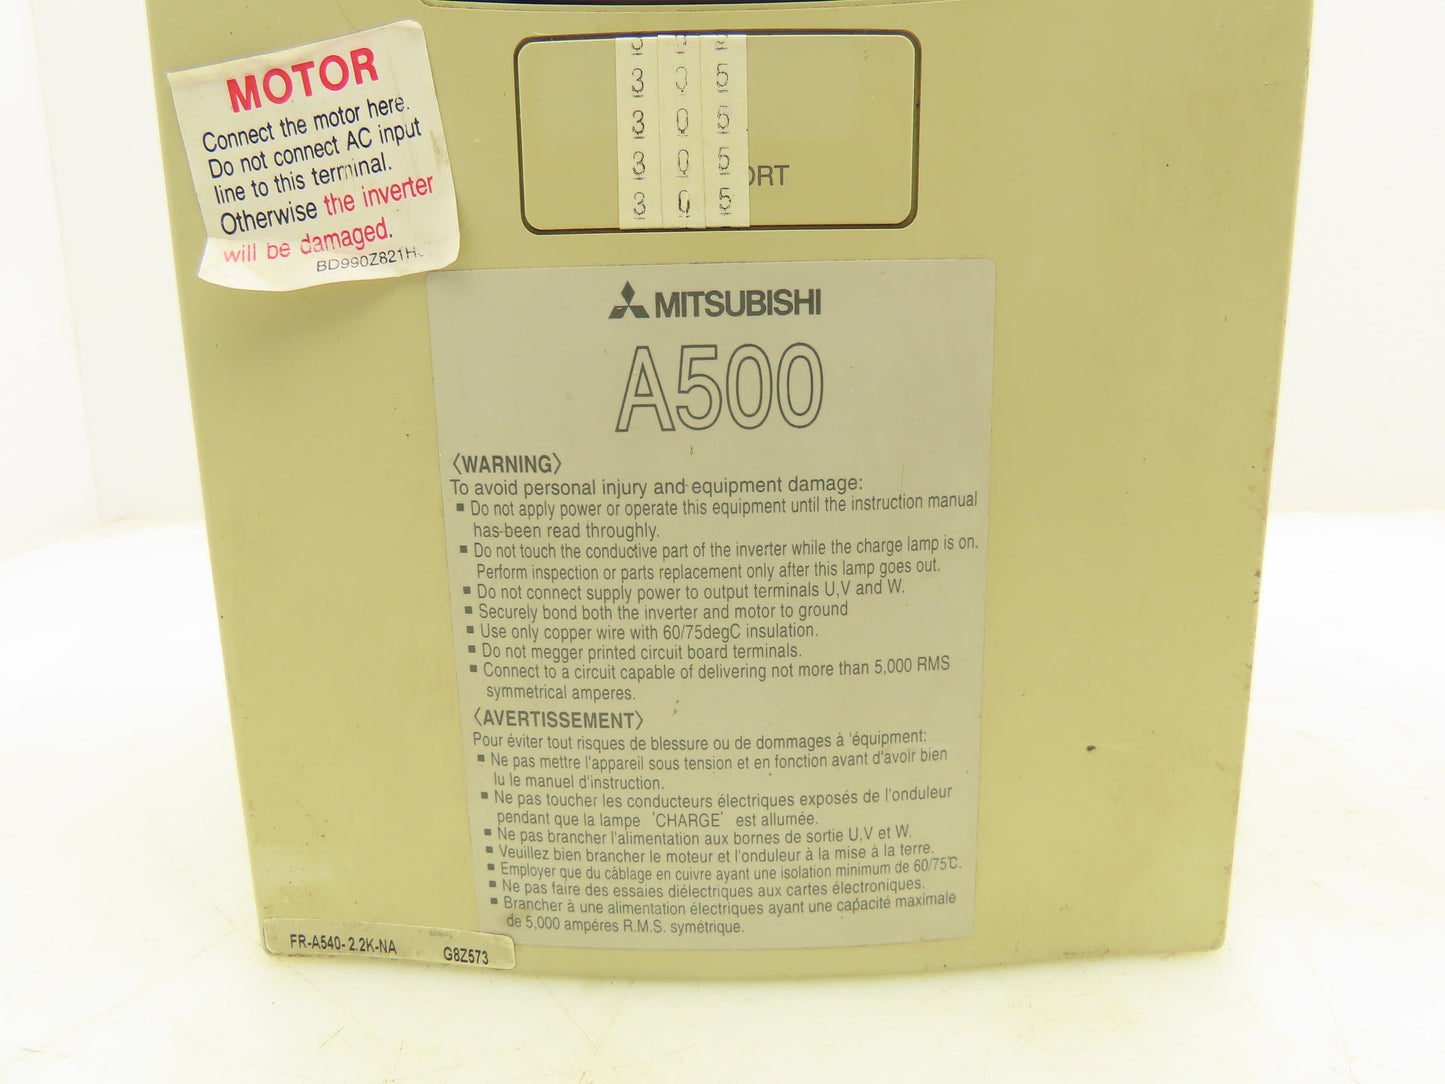 MOTOR
Connect the motor here.
Do not connect AC input
line to this terminal.
Otherwise the inverter
will be damaged.
BD990Z821H
3 0 5
3 0 5
3 0 5
3 0 5
ORT
MITSUBISHI
A500
〈WARNING〉
To avoid personal injury and equipment damage:
▪ Do not apply power or operate this equipment until the instruction manual
has been read throughly.
▪ Do not touch the conductive part of the inverter while the charge lamp is on.
Perform inspection or parts replacement only after this lamp goes out.
▪ Do not connect supply power to output terminals U,V and W.
▪ Securely bond both the inverter and motor to ground
▪ Use only copper wire with 60/75degC insulation.
▪ Do not megger printed circuit board terminals.
▪ Connect to a circuit capable of delivering not more than 5,000 RMS
symmetrical amperes.
〈AVERTISSEMENT〉
Pour éviter tout risques de blessure ou de dommages à 'équipment:
▪ Ne pas mettre l'appareil sous tension et en fonction avant d'avoir bien
lu le manuel d'instruction.
▪ Ne pas toucher les conducteurs électriques exposés de l'onduleur
pendant que la lampe 'CHARGE' est allumée.
▪ Ne pas brancher l'alimentation aux bornes de sortie U,V et W.
▪ Veuillez bien brancher le moteur et l'onduleur à la mise à la terre.
▪ Employer que du câblage en cuivre ayant une isolation minimum de 60/75℃.
▪ Ne pas faire des essaies diélectriques aux cartes électroniques.
▪ Brancher à une alimentation électriques ayant une capacité maximale
de 5,000 ampéres R.M.S. symétrique.
SERIAL
FR-A540-2.2K-NA G8Z573